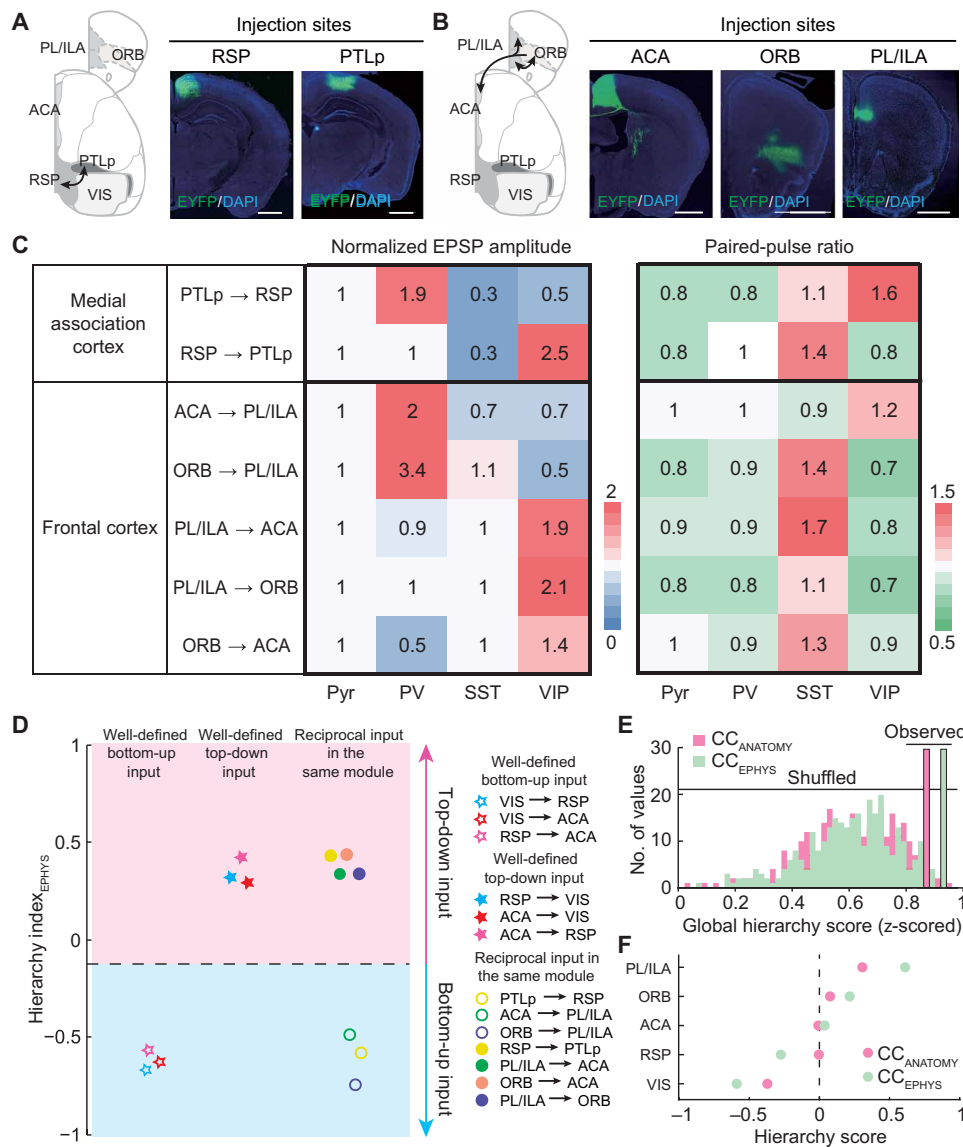 A
Injection sites
PL/ILA
ORB
RSP
PTLp
ACA
PTLp
RSP
VIS
EYFP/DAPI
EYFP/DAPI
B
Injection sites
PL/ILA
ORB
ACA
ORB
PL/ILA
ACA
PTLp
RSP
VIS
EYFP/DAPI
EYFP/DAPI
EYFP/DAPI
C
Normalized EPSP amplitude
Paired-pulse ratio
Medial
association
cortex
PTLp → RSP 1 1.9 0.3 0.5 0.8 0.8 1.1 1.6
RSP → PTLp 1 1 0.3 2.5 0.8 1 1.4 0.8
Frontal cortex
ACA → PL/ILA 1 2 0.7 0.7 1 1 0.9 1.2
ORB → PL/ILA 1 3.4 1.1 0.5 0.8 0.9 1.4 0.7
PL/ILA → ACA 1 0.9 1 1.9 0.9 0.9 1.7 0.8
PL/ILA → ORB 1 1 1 2.1 0.8 0.8 1.1 0.7
ORB → ACA 1 0.5 1 1.4 1 0.9 1.3 0.9
2
0
1.5
0.5
Pyr PV SST VIP Pyr PV SST VIP
D
Well-defined
bottom-up
input
Well-defined
top-down
input
Reciprocal input
in the
same module
1
0.5
0
−0.5
−1
Hierarchy index EPHYS
Top-down input
Bottom-up input
Well-defined
bottom-up input
VIS → RSP
VIS → ACA
RSP → ACA
Well-defined
top-down input
RSP → VIS
ACA → VIS
ACA → RSP
Reciprocal input in
the same module
PTLp → RSP
ACA → PL/ILA
ORB → PL/ILA
RSP → PTLp
PL/ILA → ACA
ORB → ACA
PL/ILA → ORB
E
Observed
CC ANATOMY
CC EPHYS
Shuffled
No. of values
30
20
10
0
0 0.2 0.4 0.6 0.8 1
Global hierarchy score (z-scored)
F
PL/ILA
ORB
ACA
RSP
VIS
CC ANATOMY
CC EPHYS
−1 −0.5 0 0.5 1
Hierarchy score